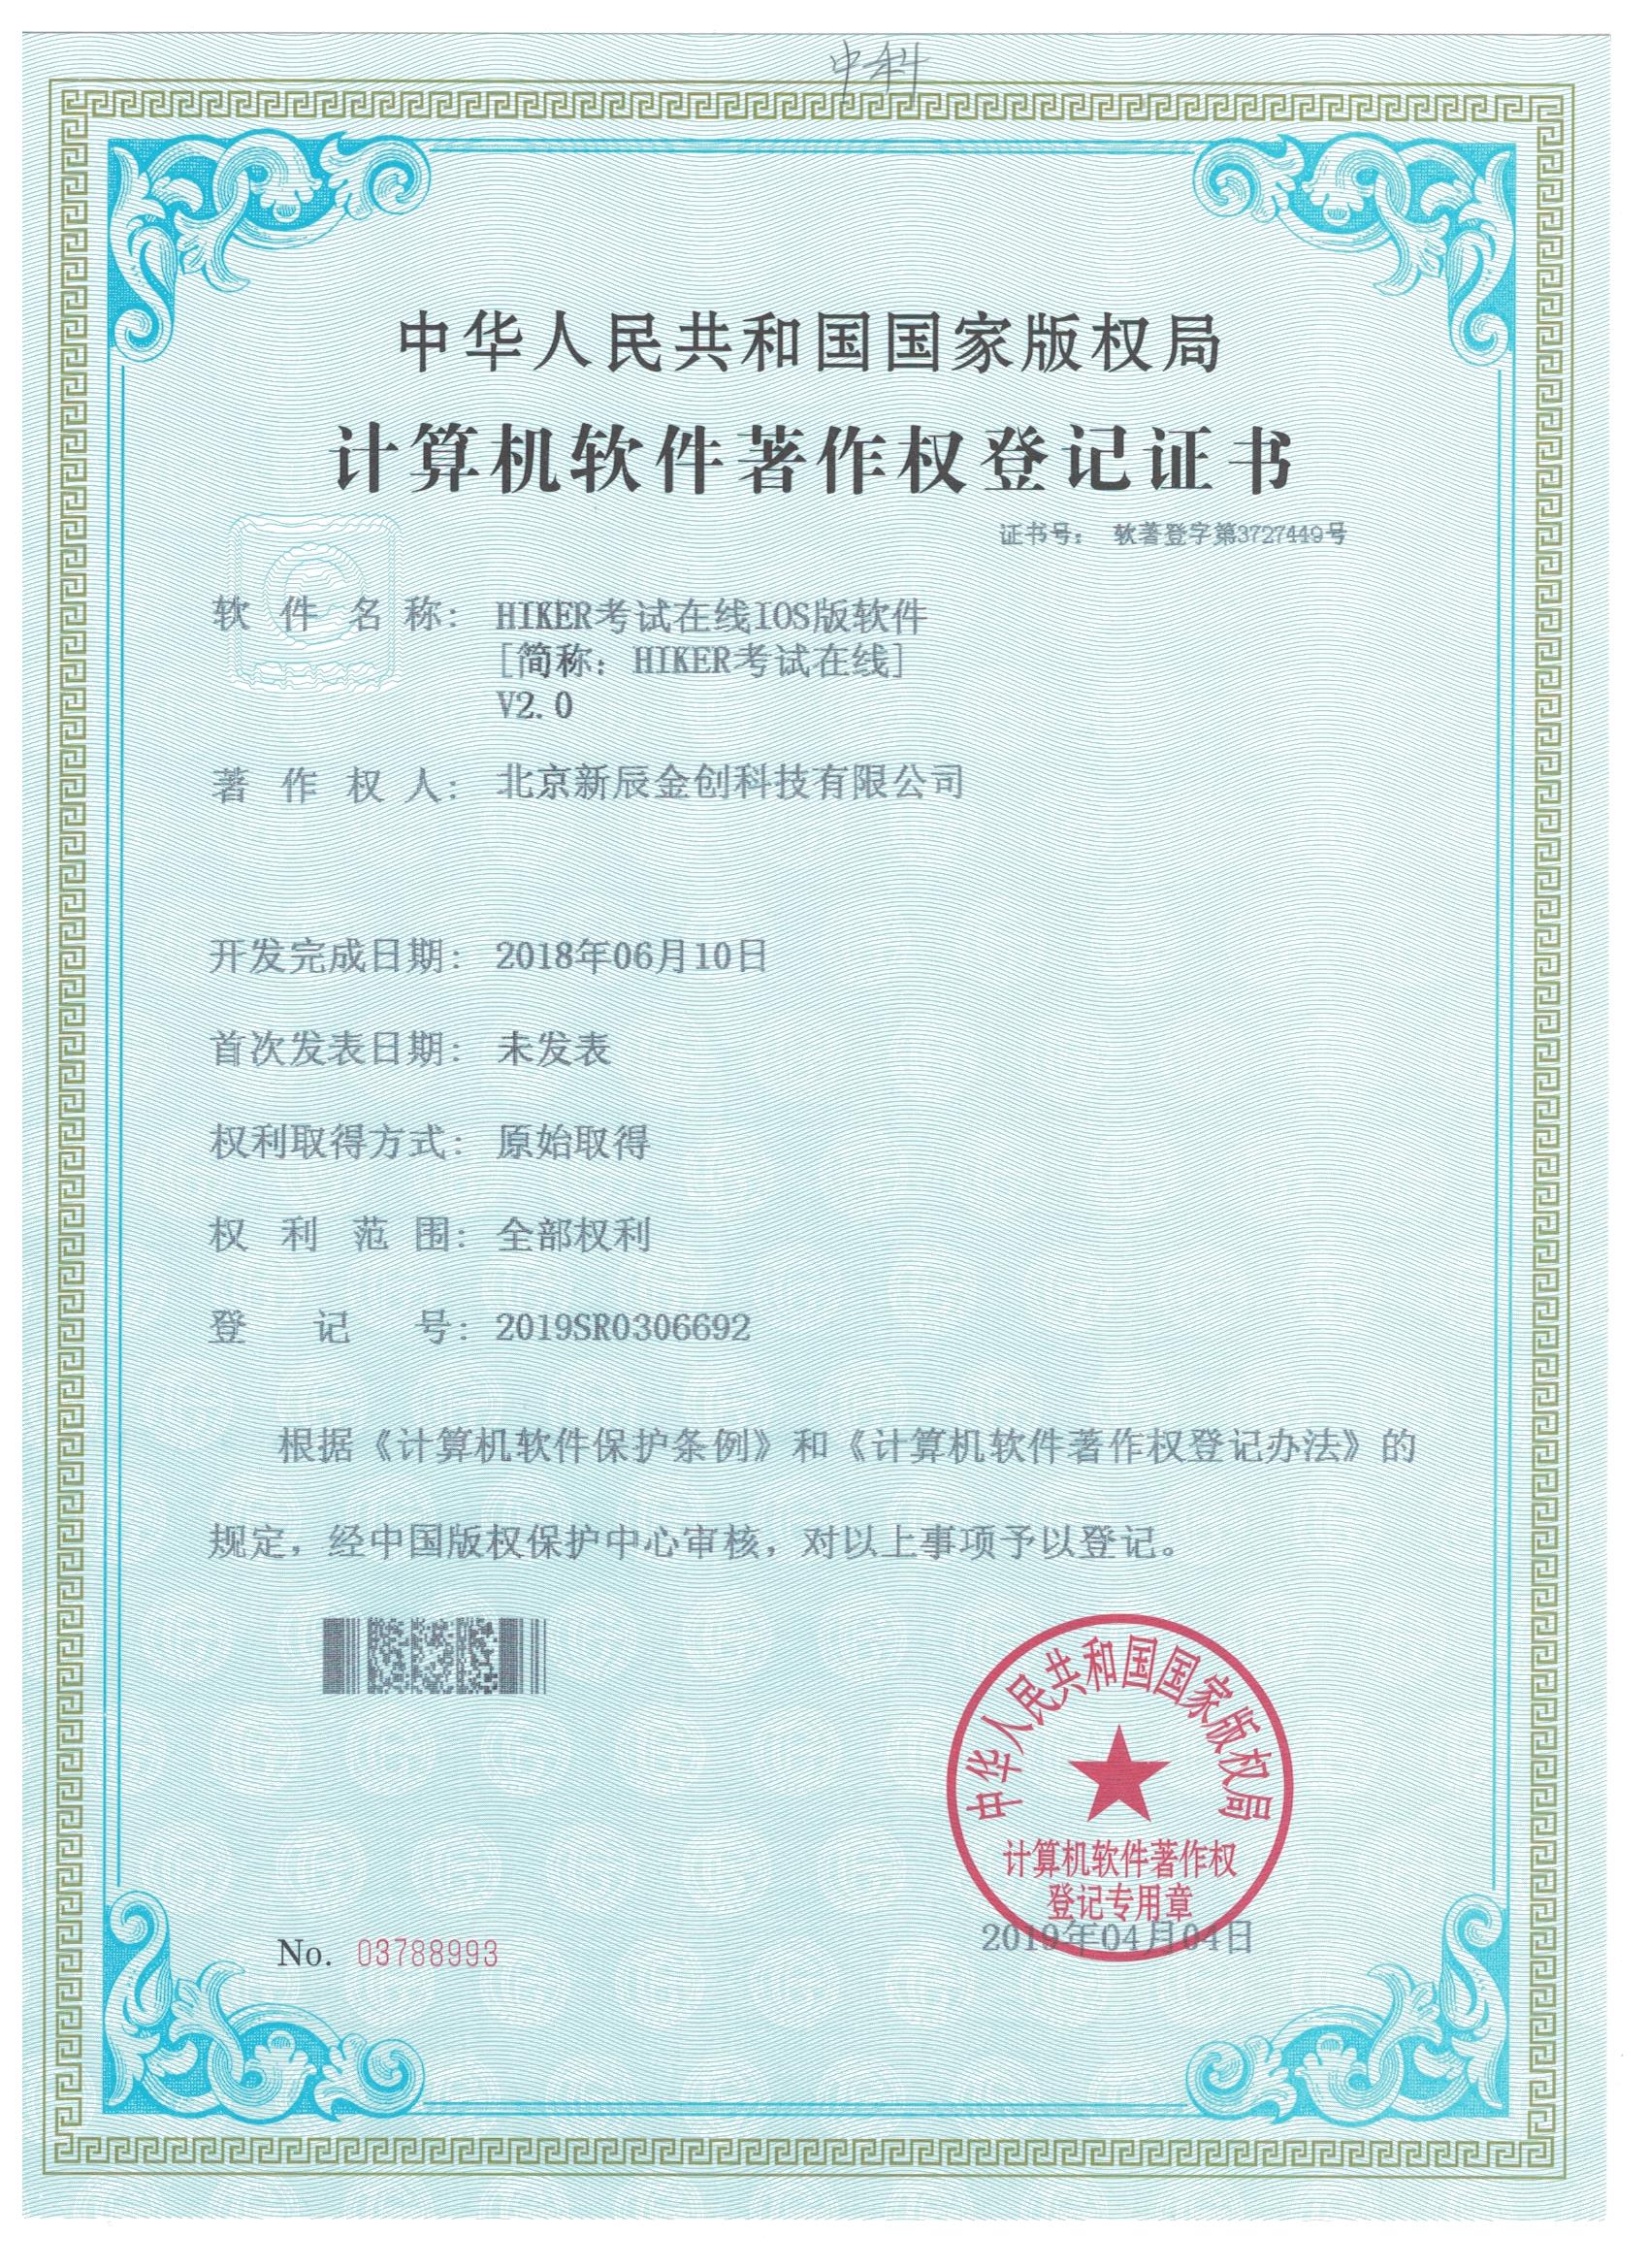 中科
中华人民共和国国家版权局
计算机软件著作权登记证书
证书号： 软著登字第3727449号
软件名称： HIKER考试在线IOS版软件
[简称：HIKER考试在线]
V2.0
著作权人： 北京新辰金创科技有限公司
开发完成日期： 2018年06月10日
首次发表日期： 未发表
权利取得方式： 原始取得
权利范围： 全部权利
登记号： 2019SR0306692
根据《计算机软件保护条例》和《计算机软件著作权登记办法》的
规定，经中国版权保护中心审核，对以上事项予以登记。
中华人民共和国国家版权局
计算机软件著作权
登记专用章
No. 03788993
2019年04月04日